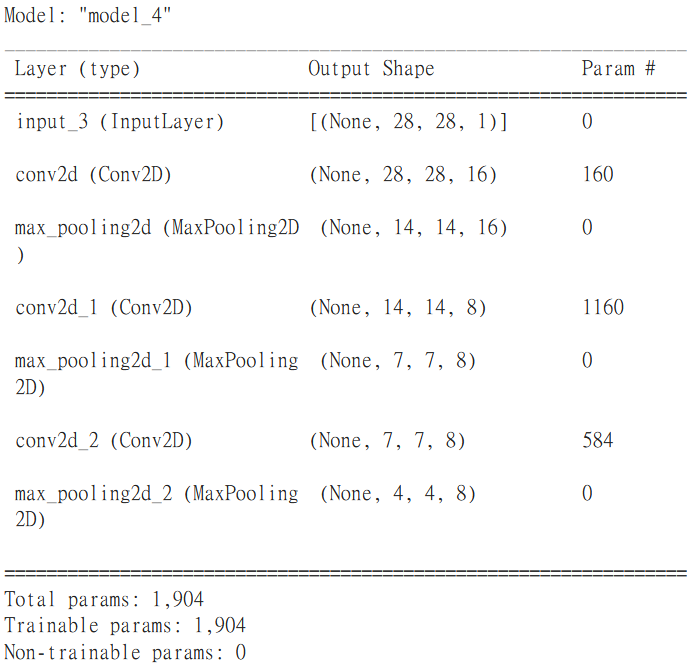 Model: "model_4"
Layer (type) Output Shape Param #
input_3 (InputLayer) [(None, 28, 28, 1)] 0
conv2d (Conv2D) (None, 28, 28, 16) 160
max_pooling2d (MaxPooling2D (None, 14, 14, 16) 0
)
conv2d_1 (Conv2D) (None, 14, 14, 8) 1160
max_pooling2d_1 (MaxPooling (None, 7, 7, 8) 0
2D)
conv2d_2 (Conv2D) (None, 7, 7, 8) 584
max_pooling2d_2 (MaxPooling (None, 4, 4, 8) 0
2D)
Total params: 1,904
Trainable params: 1,904
Non-trainable params: 0